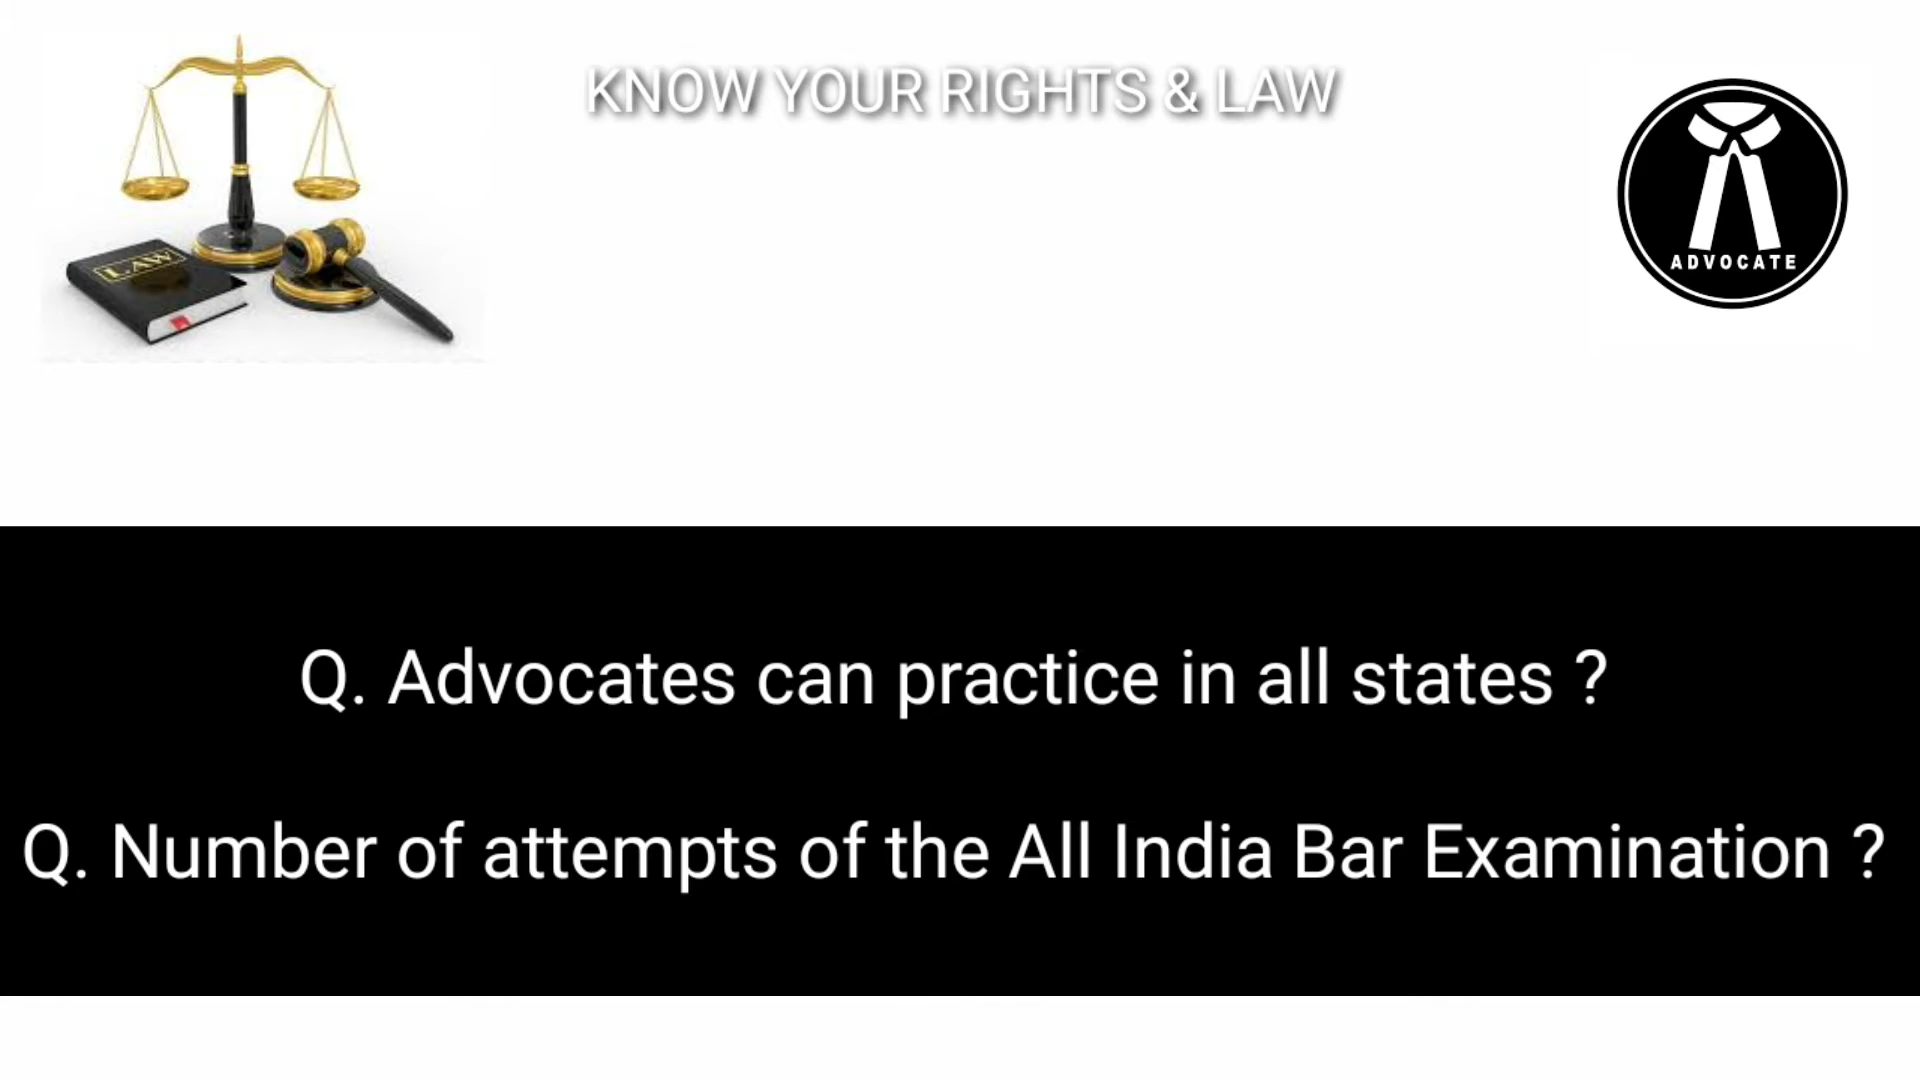 KNOW YOUR RIGHTS & LAW
LAW
ADVOCATE
Q. Advocates can practice in all states ?
Q. Number of attempts of the All India Bar Examination ?